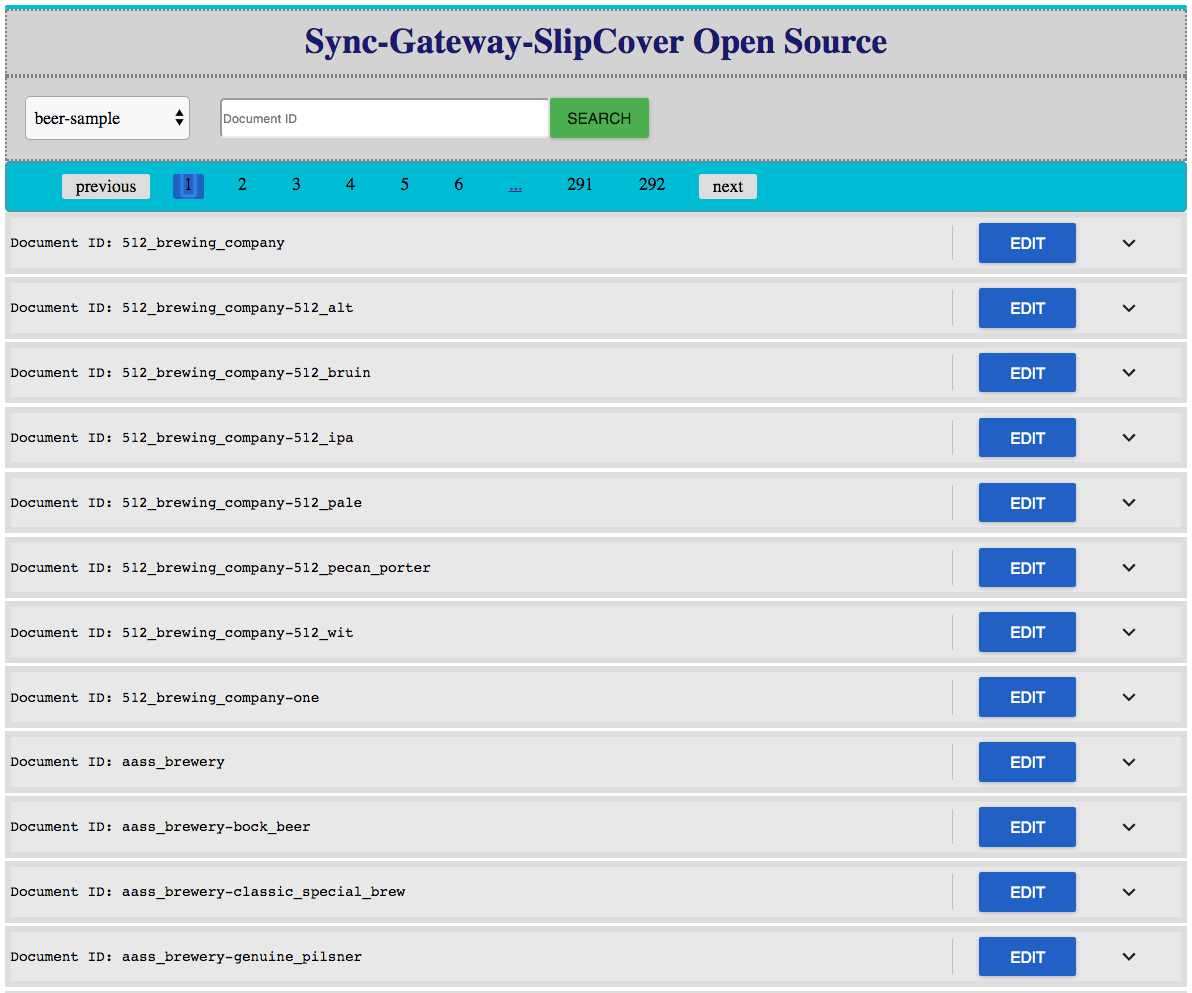 Sync-Gateway-SlipCover Open Source
beer-sample Document ID SEARCH
previous 1 2 3 4 5 6 ... 291 292 next
Document ID: 512_brewing_company EDIT
Document ID: 512_brewing_company-512_alt EDIT
Document ID: 512_brewing_company-512_bruin EDIT
Document ID: 512_brewing_company-512_ipa EDIT
Document ID: 512_brewing_company-512_pale EDIT
Document ID: 512_brewing_company-512_pecan_porter EDIT
Document ID: 512_brewing_company-512_wit EDIT
Document ID: 512_brewing_company-one EDIT
Document ID: aass_brewery EDIT
Document ID: aass_brewery-bock_beer EDIT
Document ID: aass_brewery-classic_special_brew EDIT
Document ID: aass_brewery-genuine_pilsner EDIT